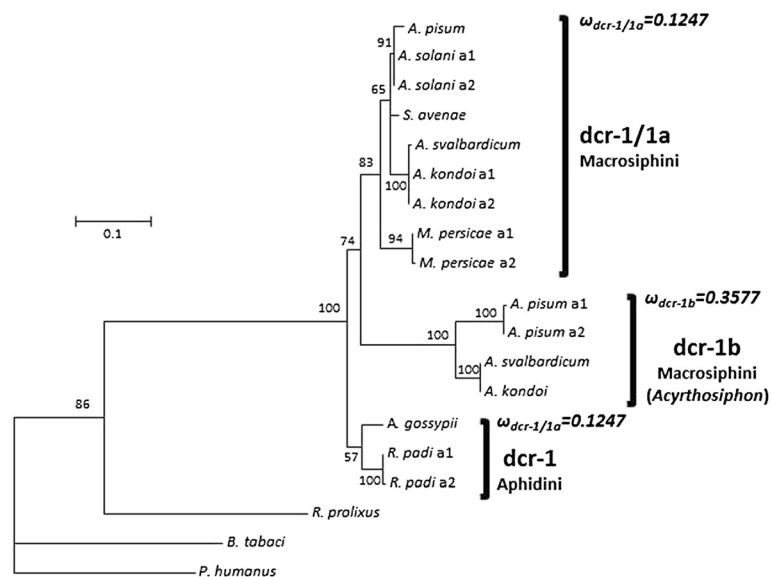 A. pisum
91
A. solani a1
A. solani a2
65
S. avenae
A. svalbardicum
83
A. kondoi a1
100
A. kondoi a2
M. persicae a1
94
M. persicae a2
ω dcr-1/1a=0.1247
dcr-1/1a
Macrosiphini
0.1
74
100
A. pisum a1
100
A. pisum a2
100
A. svalbardicum
100
A. kondoi
ω dcr-1b=0.3577
dcr-1b
Macrosiphini
(Acyrthosiphon)
86
A. gossypii
57
R. padi a1
100
R. padi a2
ω dcr-1/1a=0.1247
dcr-1
Aphidini
R. prolixus
B. tabaci
P. humanus